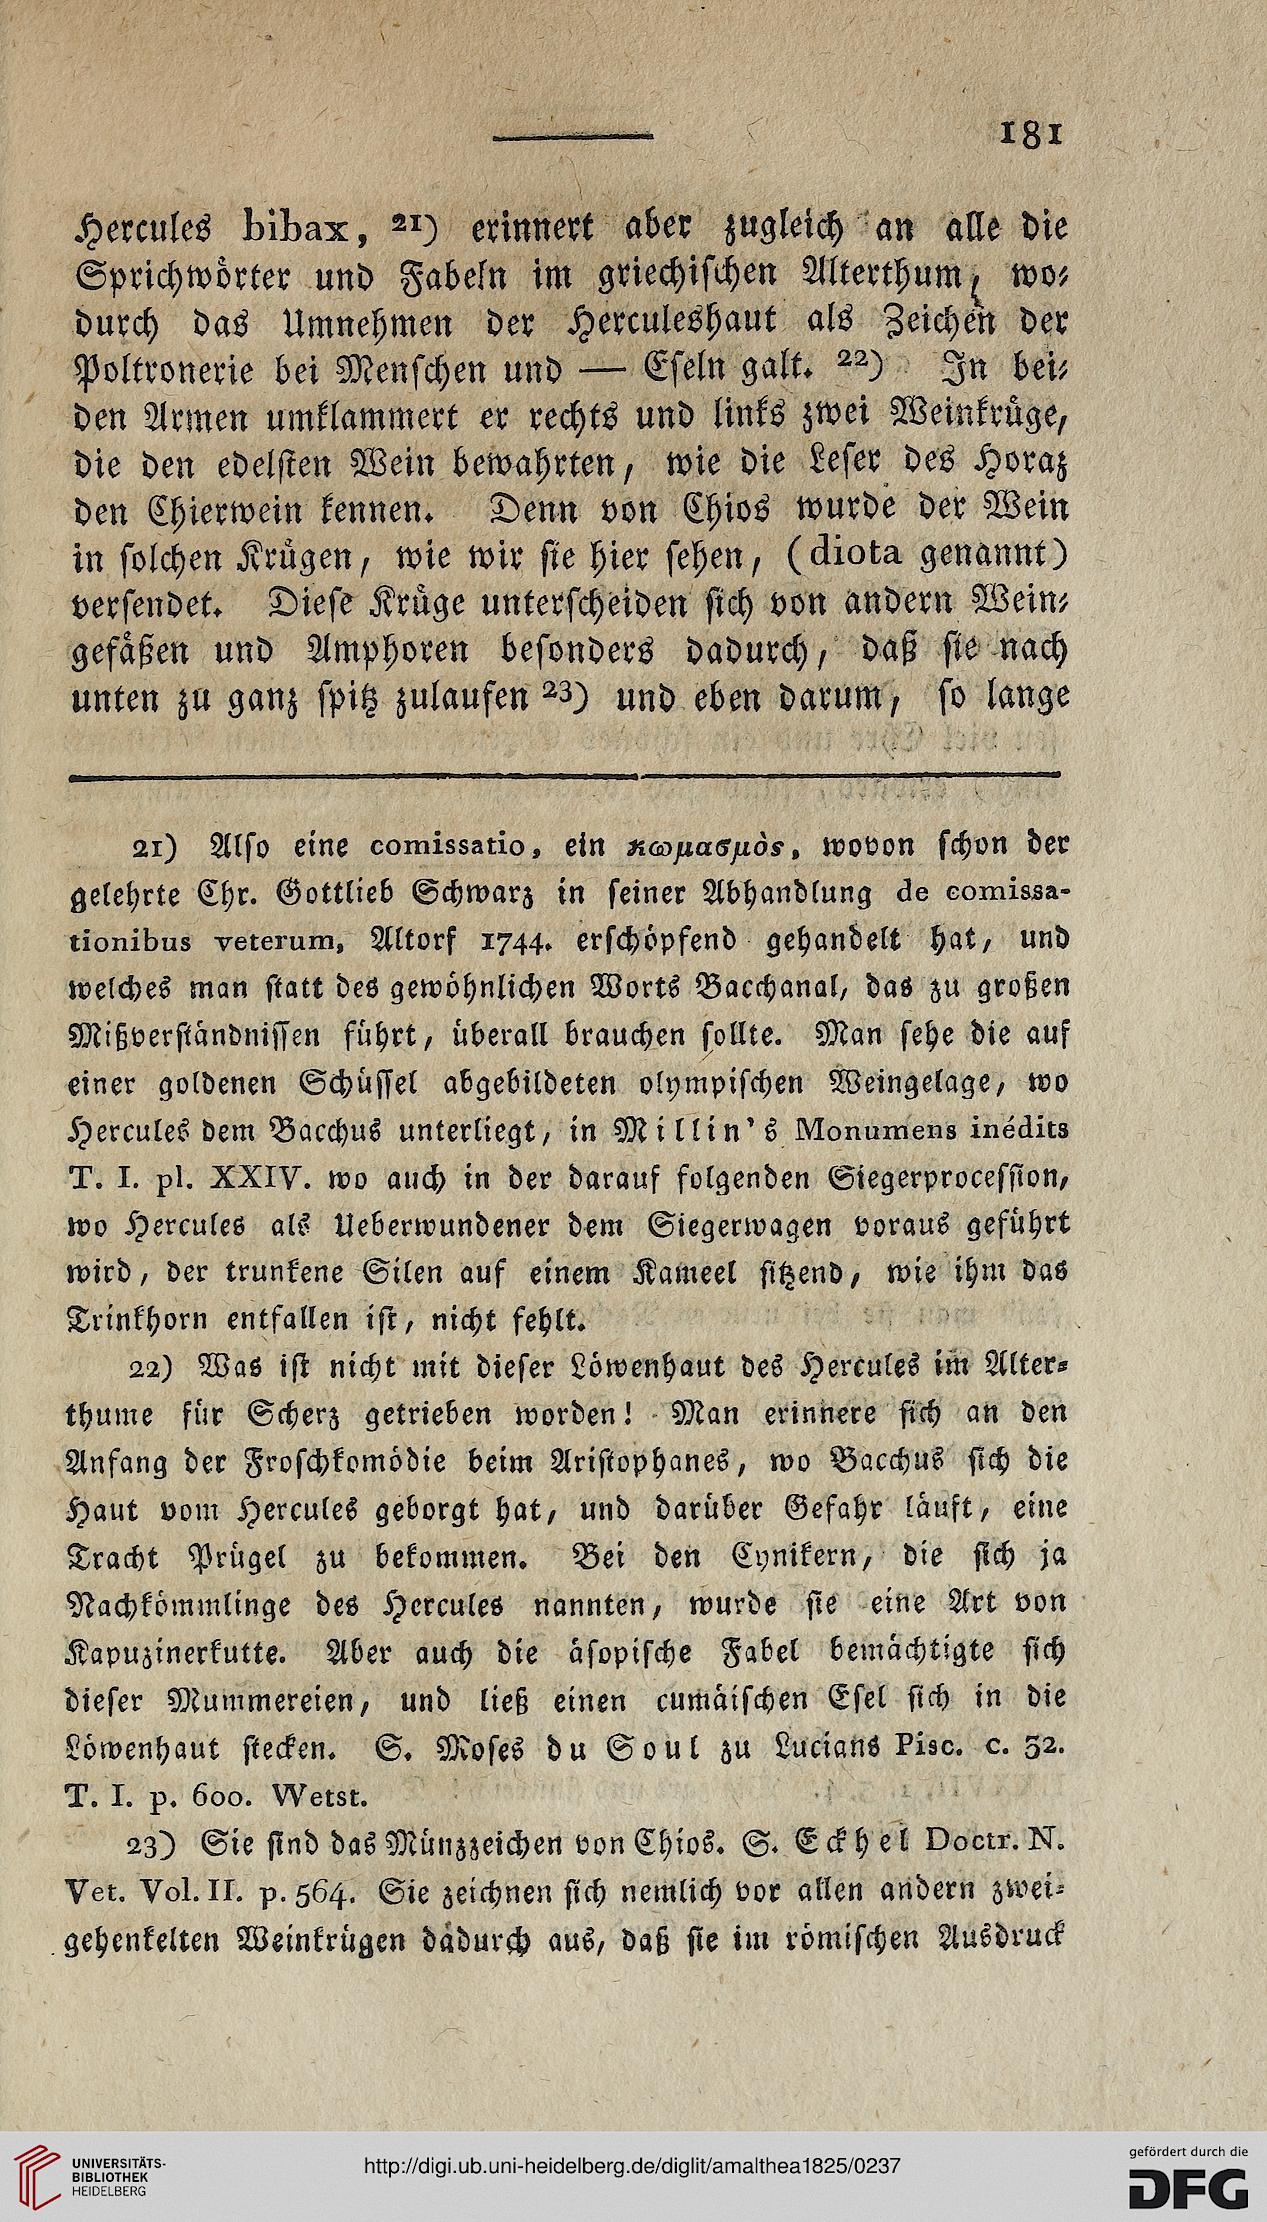 181
Hercules bibax, 21) erinnert aber zugleich an alle die
Sprichwörter und Fabeln im griechischen Alterthum, wo-
durch das Umnehmen der Herculeshaut als Zeichen der
Poltronerie bei Menschen und — Eseln galt. 22) In bei-
den Armen umklammert er rechts und links zwei Weinkrüge,
die den edelsten Wein bewahrten, wie die Leser des Horaz
den Chierwein kennen. Denn von Chios wurde der Wein
in solchen Krügen, wie wir sie hier sehen, (diota genannt)
versendet. Diese Krüge unterscheiden sich von andern Wein-
gefäßen und Amphoren besonders dadurch, daß sie nach
unten zu ganz spitz zulaufen 23) und eben darum, so lange
21) Also eine comissatio, ein κωμασμὸς, wovon schon der
gelehrte Chr. Gottlieb Schwarz in seiner Abhandlung de comissa-
tionibus veterum, Altorf 1744. erschöpfend gehandelt hat, und
welches man statt des gewöhnlichen Worts Bacchanal, das zu großen
Mißverständnissen führt, überall brauchen sollte. Man sehe die auf
einer goldenen Schüssel abgebildeten olympischen Weingelage, wo
Hercules dem Bacchus unterliegt, in Millin's Monumens inédits
T. I. pl. XXIV. wo auch in der darauf folgenden Siegerprocession,
wo Hercules als Ueberwundener dem Siegerwagen voraus geführt
wird, der trunkene Silen auf einem Kameel sitzend, wie ihm das
Trinkhorn entfallen ist, nicht fehlt.
22) Was ist nicht mit dieser Löwenhaut des Hercules im Alter-
thume für Scherz getrieben worden! Man erinnere sich an den
Anfang der Froschkomödie beim Aristophanes, wo Bacchus sich die
Haut vom Hercules geborgt hat, und darüber Gefahr läuft, eine
Tracht Prügel zu bekommen. Bei den Cynikern, die sich ja
Nachkömmlinge des Hercules nannten, wurde sie eine Art von
Kapuzinerkutte. Aber auch die äsopische Fabel bemächtigte sich
dieser Mummereien, und ließ einen cumäischen Esel sich in die
Löwenhaut stecken. S. Moses du Soul zu Lucians Pisc. c. 32.
T. I. p. 600. Wetst.
23) Sie sind das Münzzeichen von Chios. S. Eckhel Doctr. N.
Vet. Vol. II. p. 564. Sie zeichnen sich nemlich vor allen andern zwei-
gehenkelten Weinkrügen dadurch aus, daß sie im römischen Ausdruck
UNIVERSITÄTS-
BIBLIOTHEK
HEIDELBERG
http://digi.ub.uni-heidelberg.de/diglit/amalthea1825/0237
gefördert durch die
DFG